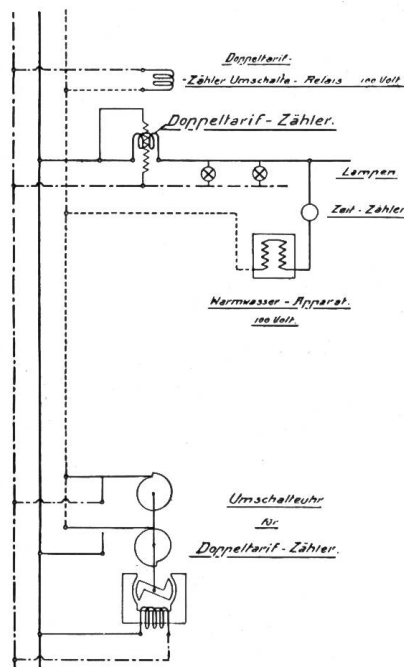 Doppeltarif-
-Zähler Umschalte-Relais 100 Volt
Doppeltarif-Zähler.
Lampen
Zeit-Zähler
Warmwasser-Apparat.
100 Volt.
Umschalteuhr
für
Doppeltarif-Zähler.